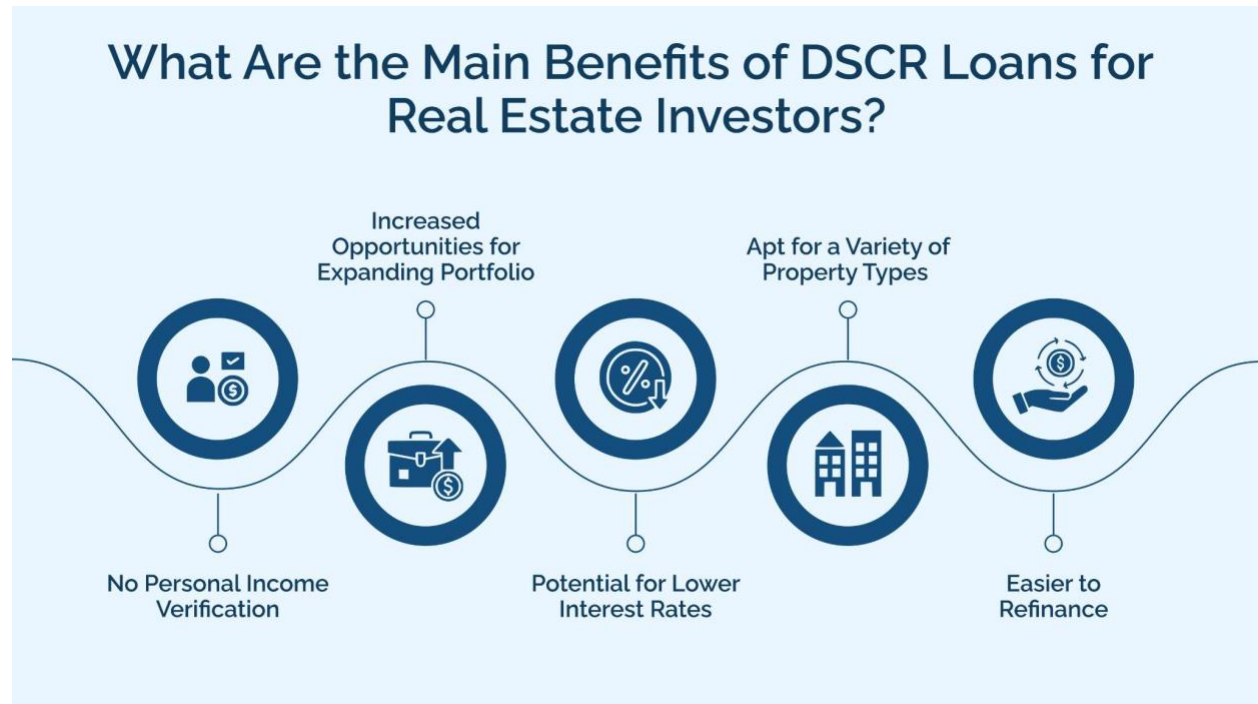 What Are the Main Benefits of DSCR Loans for
Real Estate Investors?
No Personal Income
Verification
Increased
Opportunities for
Expanding Portfolio
Potential for Lower
Interest Rates
Apt for a Variety of
Property Types
Easier to
Refinance